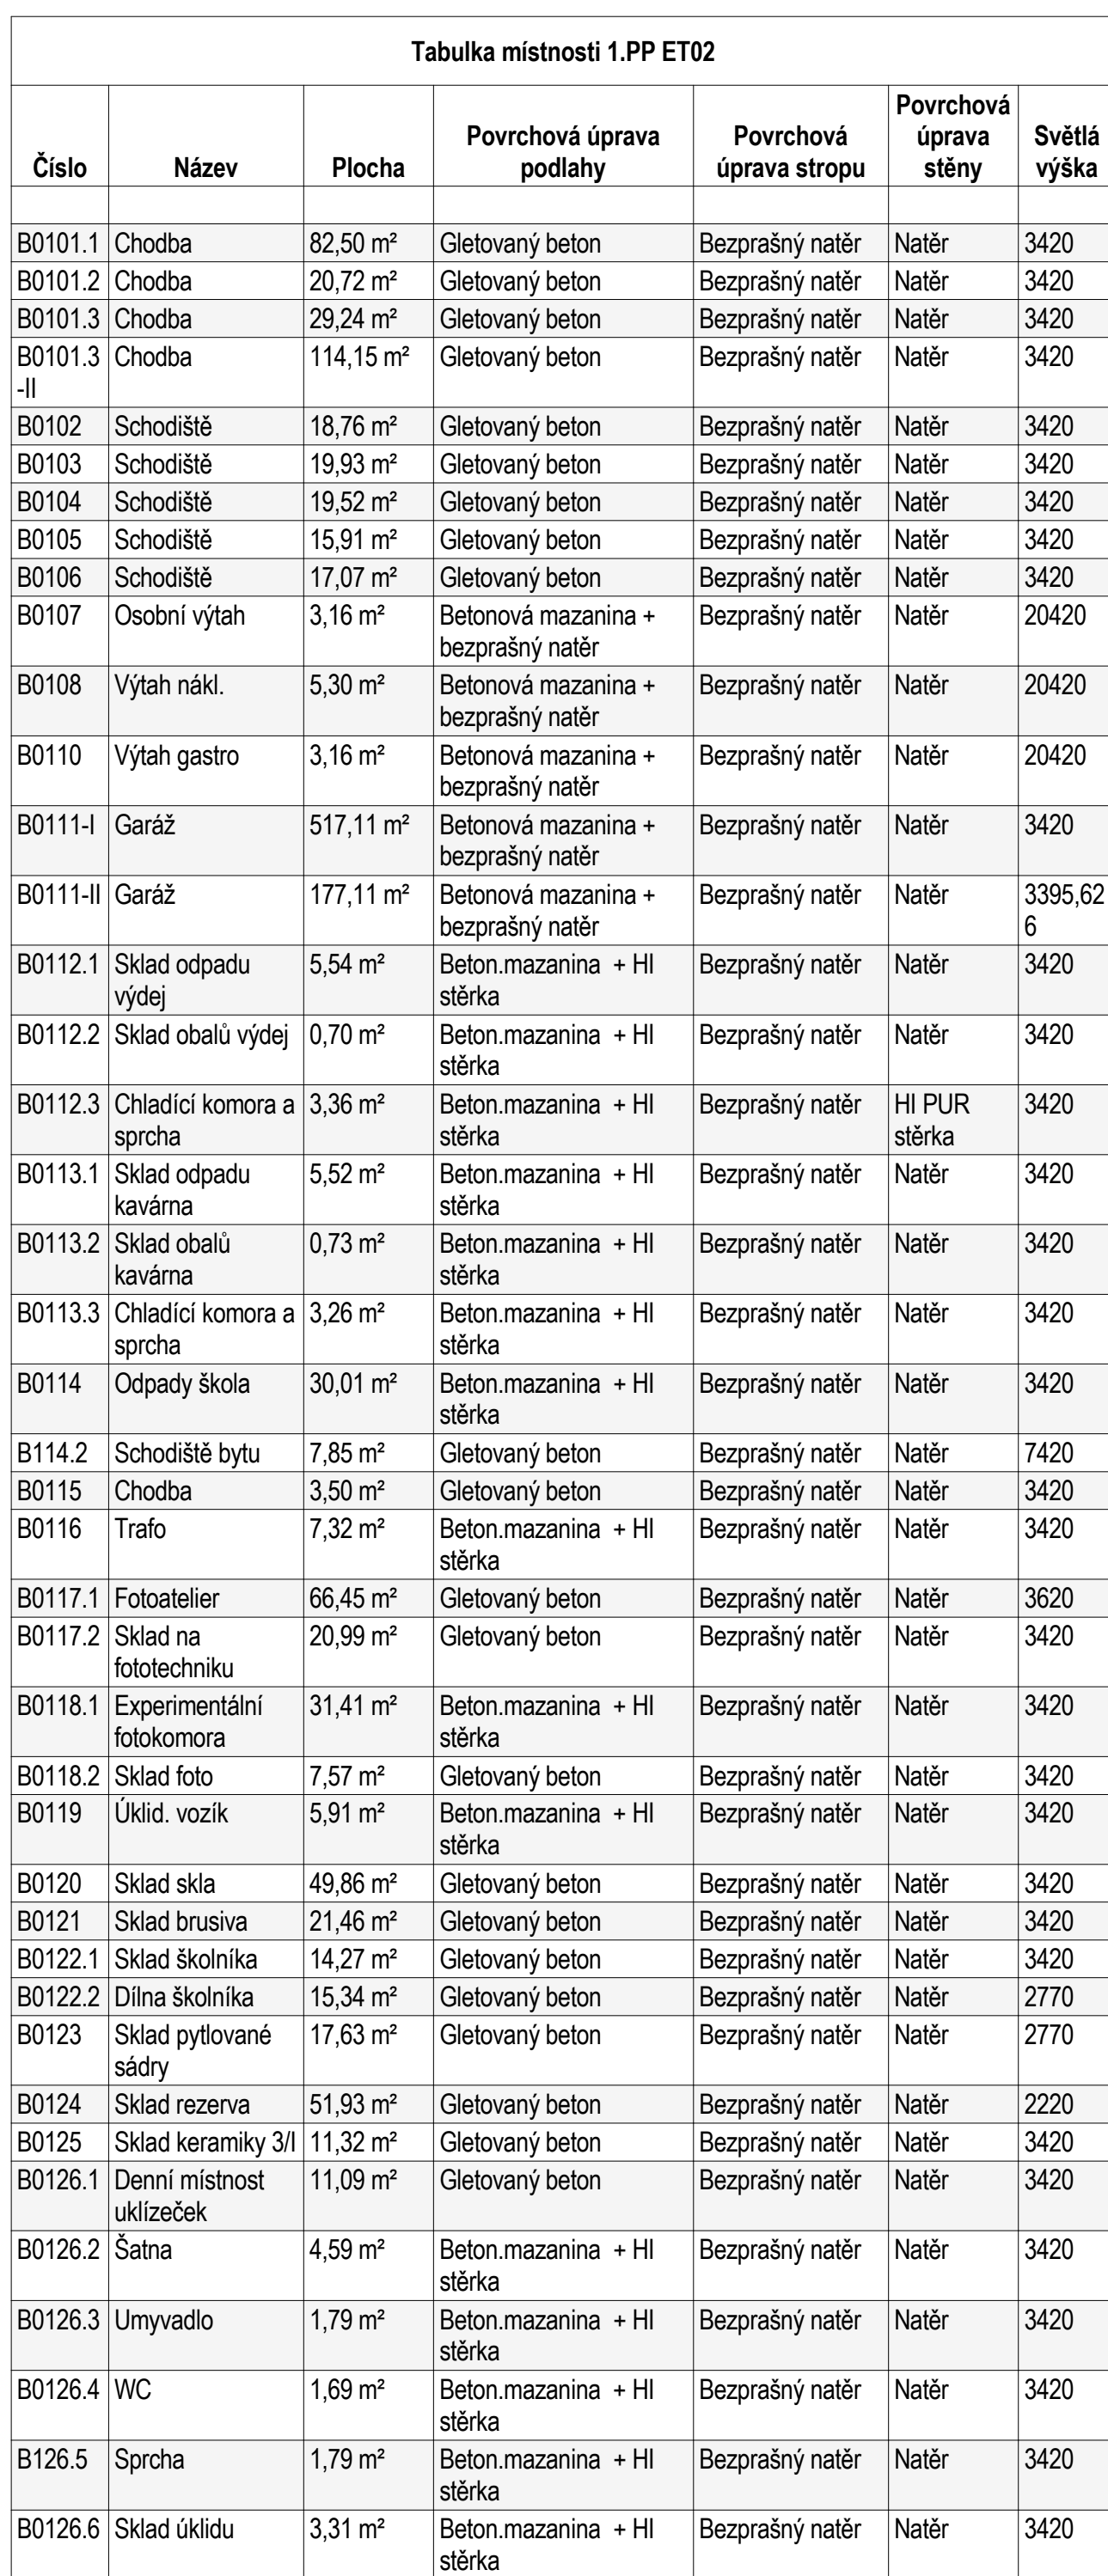 Tabulka místnosti 1.PP ET02
Číslo Název Plocha Povrchová úprava podlahy Povrchová úprava stropu Povrchová úprava stěny Světlá výška
B0101.1 Chodba 82,50 m² Gletovaný beton Bezprašný natěr Natěr 3420
B0101.2 Chodba 20,72 m² Gletovaný beton Bezprašný natěr Natěr 3420
B0101.3 Chodba 29,24 m² Gletovaný beton Bezprašný natěr Natěr 3420
B0101.3 Chodba 114,15 m² Gletovaný beton Bezprašný natěr Natěr 3420
-II
B0102 Schodiště 18,76 m² Gletovaný beton Bezprašný natěr Natěr 3420
B0103 Schodiště 19,93 m² Gletovaný beton Bezprašný natěr Natěr 3420
B0104 Schodiště 19,52 m² Gletovaný beton Bezprašný natěr Natěr 3420
B0105 Schodiště 15,91 m² Gletovaný beton Bezprašný natěr Natěr 3420
B0106 Schodiště 17,07 m² Gletovaný beton Bezprašný natěr Natěr 3420
B0107 Osobní výtah 3,16 m² Betonová mazanina + Bezprašný natěr Natěr 20420
bezprašný natěr
B0108 Výtah nákl. 5,30 m² Betonová mazanina + Bezprašný natěr Natěr 20420
bezprašný natěr
B0110 Výtah gastro 3,16 m² Betonová mazanina + Bezprašný natěr Natěr 20420
bezprašný natěr
B0111-I Garáž 517,11 m² Betonová mazanina + Bezprašný natěr Natěr 3420
bezprašný natěr
B0111-II Garáž 177,11 m² Betonová mazanina + Bezprašný natěr Natěr 3395,62
bezprašný natěr 6
B0112.1 Sklad odpadu 5,54 m² Beton.mazanina + HI Bezprašný natěr Natěr 3420
výdej stěrka
B0112.2 Sklad obalů výdej 0,70 m² Beton.mazanina + HI Bezprašný natěr Natěr 3420
stěrka
B0112.3 Chladící komora a 3,36 m² Beton.mazanina + HI Bezprašný natěr HI PUR 3420
sprcha stěrka stěrka
B0113.1 Sklad odpadu 5,52 m² Beton.mazanina + HI Bezprašný natěr Natěr 3420
kavárna stěrka
B0113.2 Sklad obalů 0,73 m² Beton.mazanina + HI Bezprašný natěr Natěr 3420
kavárna stěrka
B0113.3 Chladící komora a 3,26 m² Beton.mazanina + HI Bezprašný natěr Natěr 3420
sprcha stěrka
B0114 Odpady škola 30,01 m² Beton.mazanina + HI Bezprašný natěr Natěr 3420
stěrka
B114.2 Schodiště bytu 7,85 m² Gletovaný beton Bezprašný natěr Natěr 7420
B0115 Chodba 3,50 m² Gletovaný beton Bezprašný natěr Natěr 3420
B0116 Trafo 7,32 m² Beton.mazanina + HI Bezprašný natěr Natěr 3420
stěrka
B0117.1 Fotoatelier 66,45 m² Gletovaný beton Bezprašný natěr Natěr 3620
B0117.2 Sklad na 20,99 m² Gletovaný beton Bezprašný natěr Natěr 3420
fototechniku
B0118.1 Experimentální 31,41 m² Beton.mazanina + HI Bezprašný natěr Natěr 3420
fotokomora stěrka
B0118.2 Sklad foto 7,57 m² Gletovaný beton Bezprašný natěr Natěr 3420
B0119 Úklid. vozík 5,91 m² Beton.mazanina + HI Bezprašný natěr Natěr 3420
stěrka
B0120 Sklad skla 49,86 m² Gletovaný beton Bezprašný natěr Natěr 3420
B0121 Sklad brusiva 21,46 m² Gletovaný beton Bezprašný natěr Natěr 3420
B0122.1 Sklad školníka 14,27 m² Gletovaný beton Bezprašný natěr Natěr 3420
B0122.2 Dílna školníka 15,34 m² Gletovaný beton Bezprašný natěr Natěr 2770
B0123 Sklad pytlované 17,63 m² Gletovaný beton Bezprašný natěr Natěr 2770
sádry
B0124 Sklad rezerva 51,93 m² Gletovaný beton Bezprašný natěr Natěr 2220
B0125 Sklad keramiky 3/I 11,32 m² Gletovaný beton Bezprašný natěr Natěr 3420
B0126.1 Denní místnost 11,09 m² Gletovaný beton Bezprašný natěr Natěr 3420
uklízeček
B0126.2 Šatna 4,59 m² Beton.mazanina + HI Bezprašný natěr Natěr 3420
stěrka
B0126.3 Umyvadlo 1,79 m² Beton.mazanina + HI Bezprašný natěr Natěr 3420
stěrka
B0126.4 WC 1,69 m² Beton.mazanina + HI Bezprašný natěr Natěr 3420
stěrka
B126.5 Sprcha 1,79 m² Beton.mazanina + HI Bezprašný natěr Natěr 3420
stěrka
B0126.6 Sklad úklidu 3,31 m² Beton.mazanina + HI Bezprašný natěr Natěr 3420
stěrka